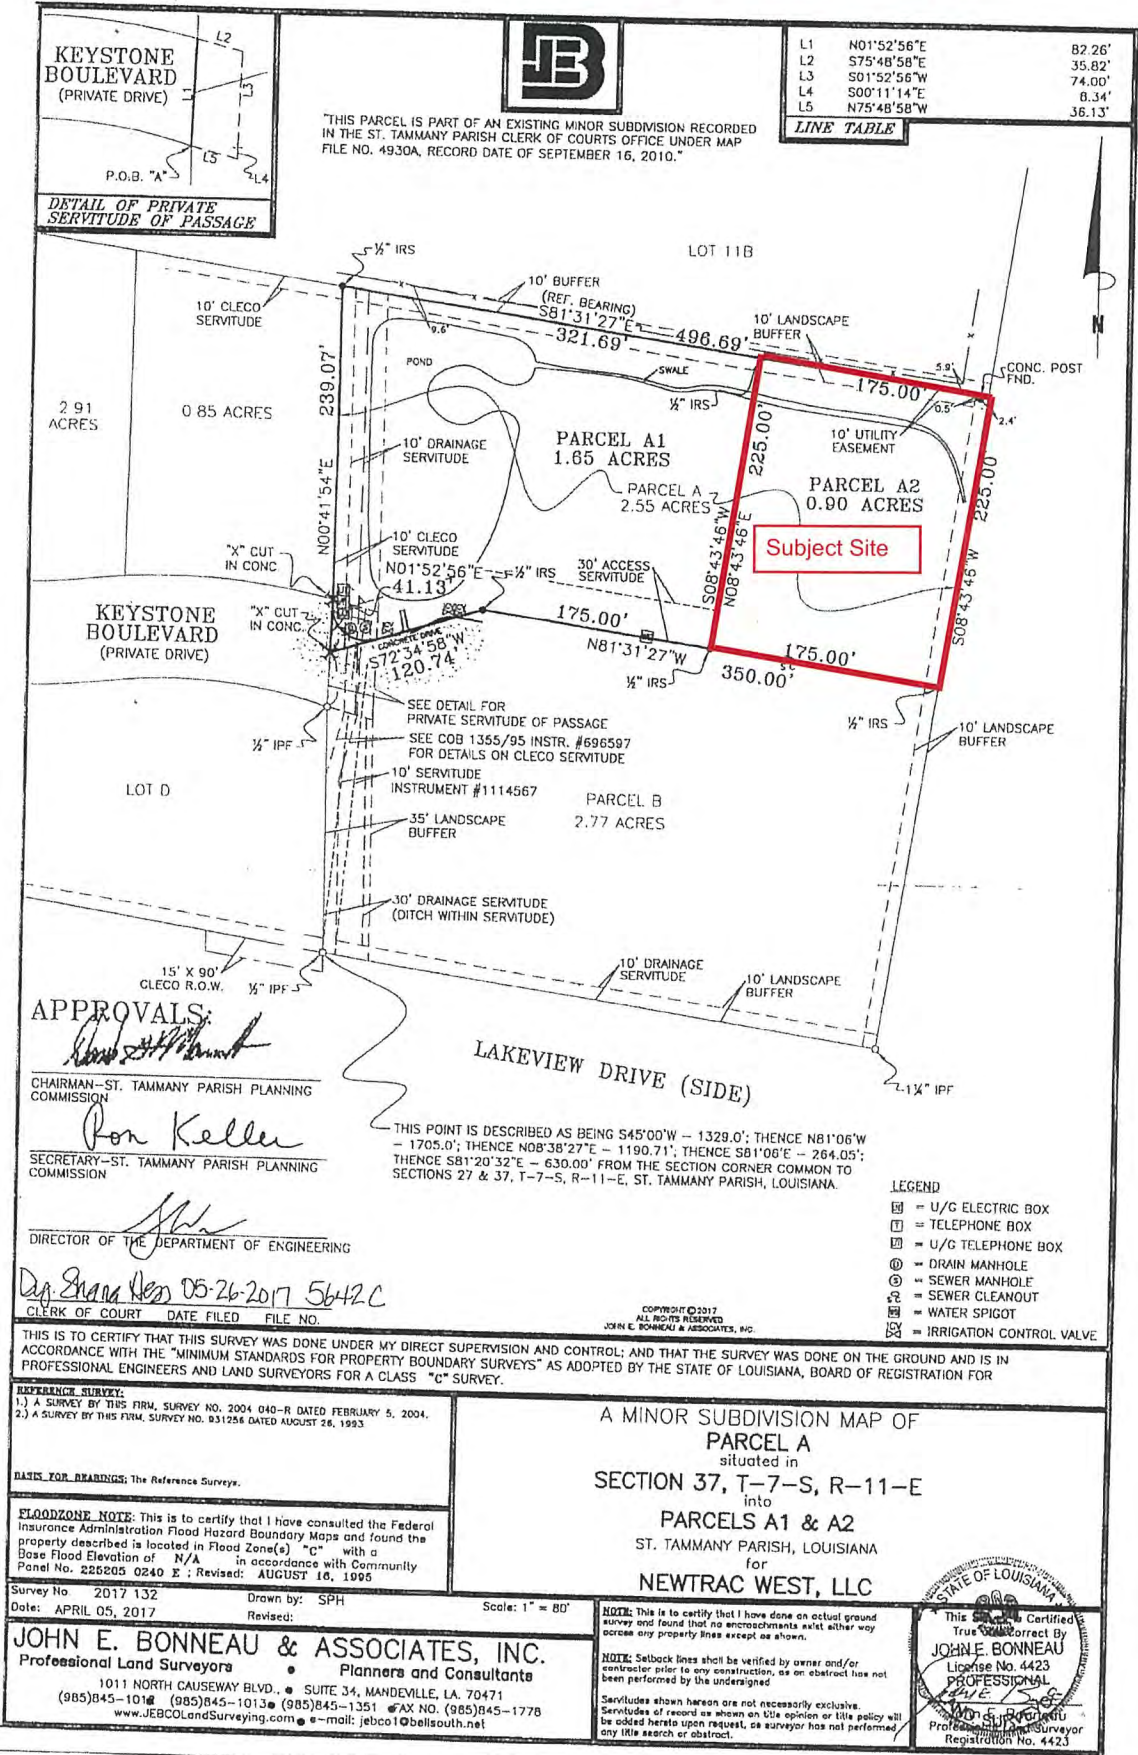 KEYSTONE
BOULEVARD
(PRIVATE DRIVE)
L2
L1
L3
L5
L4
P.O.B. "A"
DETAIL OF PRIVATE
SERVITUDE OF PASSAGE
JEB
"THIS PARCEL IS PART OF AN EXISTING MINOR SUBDIVISION RECORDED
IN THE ST. TAMMANY PARISH CLERK OF COURTS OFFICE UNDER MAP
FILE NO. 4930A, RECORD DATE OF SEPTEMBER 16, 2010."
L1 N01°52'56"E 82.26'
L2 S75°48'58"E 35.82'
L3 S01°52'56"W 74.00'
L4 S00°11'14"E 8.34'
L5 N75°48'58"W 36.13'
LINE TABLE
½" IRS
LOT 11B
10' BUFFER
(REF. BEARING)
S81°31'27"E
496.69'
321.69'
10' CLECO
SERVITUDE
9.6'
10' LANDSCAPE
BUFFER
N
POND
SWALE
½" IRS
175.00'
5.9'
CONC. POST
FND.
0.5'
2.4'
10' UTILITY
EASEMENT
239.07'
2.91
ACRES
0.85 ACRES
10' DRAINAGE
SERVITUDE
PARCEL A1
1.65 ACRES
225.00'
PARCEL A
2.55 ACRES
PARCEL A2
0.90 ACRES
225.00'
Subject Site
N00°41'54"E
S08°43'46"W
N08°43'46"E
S08°43'46"W
"X" CUT
IN CONC
10' CLECO
SERVITUDE
N01°52'56"E
41.13'
½" IRS
30' ACCESS
SERVITUDE
KEYSTONE
BOULEVARD
(PRIVATE DRIVE)
"X" CUT
IN CONC.
CONCRETE DRIVE
S72°34'58"W
120.74'
175.00'
N81°31'27"W
½" IRS
175.00'
350.00'
½" IRS
SEE DETAIL FOR
PRIVATE SERVITUDE OF PASSAGE
SEE COB 1355/95 INSTR. #696597
FOR DETAILS ON CLECO SERVITUDE
½" IPF
10' LANDSCAPE
BUFFER
10' SERVITUDE
INSTRUMENT #1114567
LOT D
35' LANDSCAPE
BUFFER
PARCEL B
2.77 ACRES
30' DRAINAGE SERVITUDE
(DITCH WITHIN SERVITUDE)
15' X 90'
CLECO R.O.W.
½" IPF
10' DRAINAGE
SERVITUDE
10' LANDSCAPE
BUFFER
LAKEVIEW DRIVE (SIDE)
1¼" IPF
APPROVALS:
CHAIRMAN-ST. TAMMANY PARISH PLANNING
COMMISSION
Ron Keller
SECRETARY-ST. TAMMANY PARISH PLANNING
COMMISSION
DIRECTOR OF THE DEPARTMENT OF ENGINEERING
Dy. Shana Hess 05-26-2017 5642C
CLERK OF COURT DATE FILED FILE NO.
THIS POINT IS DESCRIBED AS BEING S45°00'W - 1329.0'; THENCE N81°06'W
- 1705.0'; THENCE N08°38'27"E - 1190.71'; THENCE S81°06'E - 264.05';
THENCE S81°20'32"E - 630.00' FROM THE SECTION CORNER COMMON TO
SECTIONS 27 & 37, T-7-S, R-11-E, ST. TAMMANY PARISH, LOUISIANA.
LEGEND
= U/G ELECTRIC BOX
T = TELEPHONE BOX
= U/G TELEPHONE BOX
D = DRAIN MANHOLE
S = SEWER MANHOLE
= SEWER CLEANOUT
= WATER SPIGOT
ICV = IRRIGATION CONTROL VALVE
COPYRIGHT © 2017
ALL RIGHTS RESERVED
JOHN E. BONNEAU & ASSOCIATES, INC.
THIS IS TO CERTIFY THAT THIS SURVEY WAS DONE UNDER MY DIRECT SUPERVISION AND CONTROL; AND THAT THE SURVEY WAS DONE ON THE GROUND AND IS IN
ACCORDANCE WITH THE "MINIMUM STANDARDS FOR PROPERTY BOUNDARY SURVEYS" AS ADOPTED BY THE STATE OF LOUISIANA, BOARD OF REGISTRATION FOR
PROFESSIONAL ENGINEERS AND LAND SURVEYORS FOR A CLASS "C" SURVEY.
REFERENCE SURVEY:
1.) A SURVEY BY THIS FIRM, SURVEY NO. 2004 040-R DATED FEBRUARY 5, 2004.
2.) A SURVEY BY THIS FIRM, SURVEY NO. 931256 DATED AUGUST 26, 1993
BASIS FOR BEARINGS: The Reference Surveys.
FLOODZONE NOTE: This is to certify that I have consulted the Federal
Insurance Administration Flood Hazard Boundary Maps and found the
property described is located in Flood Zone(s) "C" with a
Base Flood Elevation of N/A in accordance with Community
Panel No. 225205 0240 E ; Revised: AUGUST 16, 1995
A MINOR SUBDIVISION MAP OF
PARCEL A
situated in
SECTION 37, T-7-S, R-11-E
into
PARCELS A1 & A2
ST. TAMMANY PARISH, LOUISIANA
for
NEWTRAC WEST, LLC
Survey No. 2017 132 Drawn by: SPH Scale: 1" = 80'
Date: APRIL 05, 2017 Revised:
JOHN E. BONNEAU & ASSOCIATES, INC.
Professional Land Surveyors • Planners and Consultants
1011 NORTH CAUSEWAY BLVD., • SUITE 34, MANDEVILLE, LA. 70471
(985)845-1012 (985)845-1013 • (985)845-1351 • FAX NO. (985)845-1778
www.JEBCOLandSurveying.com • e-mail: jebco1@bellsouth.net
NOTE: This is to certify that I have done an actual ground
survey and found that no encroachments exist either way
across any property lines except as shown.
NOTE: Setback lines shall be verified by owner and/or
contractor prior to any construction, as an abstract has not
been performed by the undersigned
Servitudes shown hereon are not necessarily exclusive.
Servitudes of record as shown on title opinion or title policy will
be added hereto upon request, as surveyor has not performed
any title search or abstract.
STATE OF LOUISIANA
This Survey is Certified
True and Correct By
JOHN E. BONNEAU
License No. 4423
PROFESSIONAL
LAND SURVEYOR
John E. Bonneau
Professional Land Surveyor
Registration No. 4423